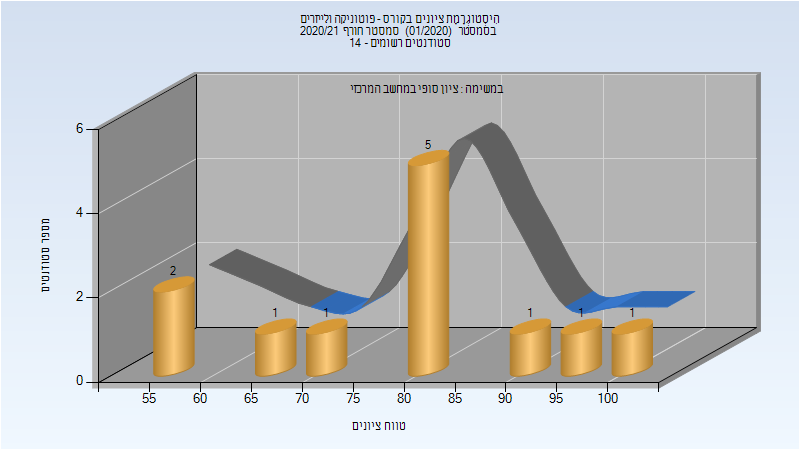 היסטוגרמת ציונים בקורס - פוטוניקה ולייזרים
בסמסטר (01/2020) סמסטר חורף 2020/21
סטודנטים רשומים - 14
במשימה : ציון סופי במחשב המרכזי
מספר סטודנטים
6
4
2
0
2
1
1
5
1
1
1
55 60 65 70 75 80 85 90 95 100
טווח ציונים